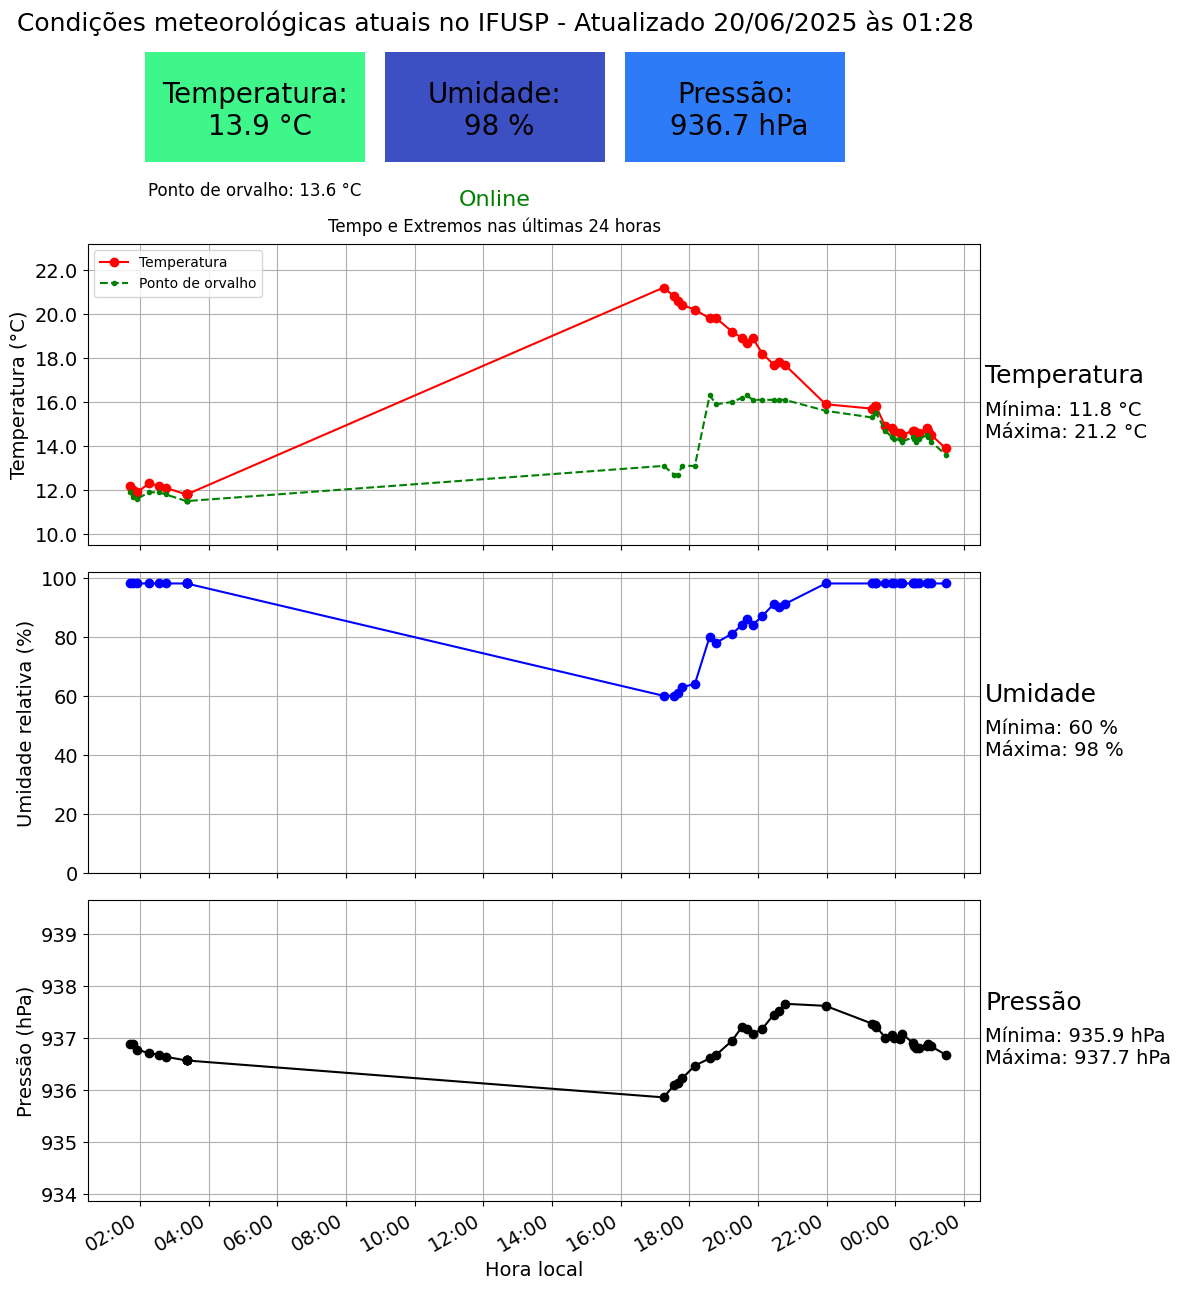 Condições meteorológicas atuais no IFUSP - Atualizado 20/06/2025 às 01:28
Temperatura:
13.9 °C
Umidade:
98 %
Pressão:
936.7 hPa
Ponto de orvalho: 13.6 °C
Online
Tempo e Extremos nas últimas 24 horas
Temperatura
Ponto de orvalho
Temperatura (°C)
22.0
20.0
18.0
16.0
14.0
12.0
10.0
Temperatura
Mínima: 11.8 °C
Máxima: 21.2 °C
Umidade relativa (%)
100
80
60
40
20
0
Umidade
Mínima: 60 %
Máxima: 98 %
Pressão (hPa)
939
938
937
936
935
934
Pressão
Mínima: 935.9 hPa
Máxima: 937.7 hPa
02:00 04:00 06:00 08:00 10:00 12:00 14:00 16:00 18:00 20:00 22:00 00:00 02:00
Hora local